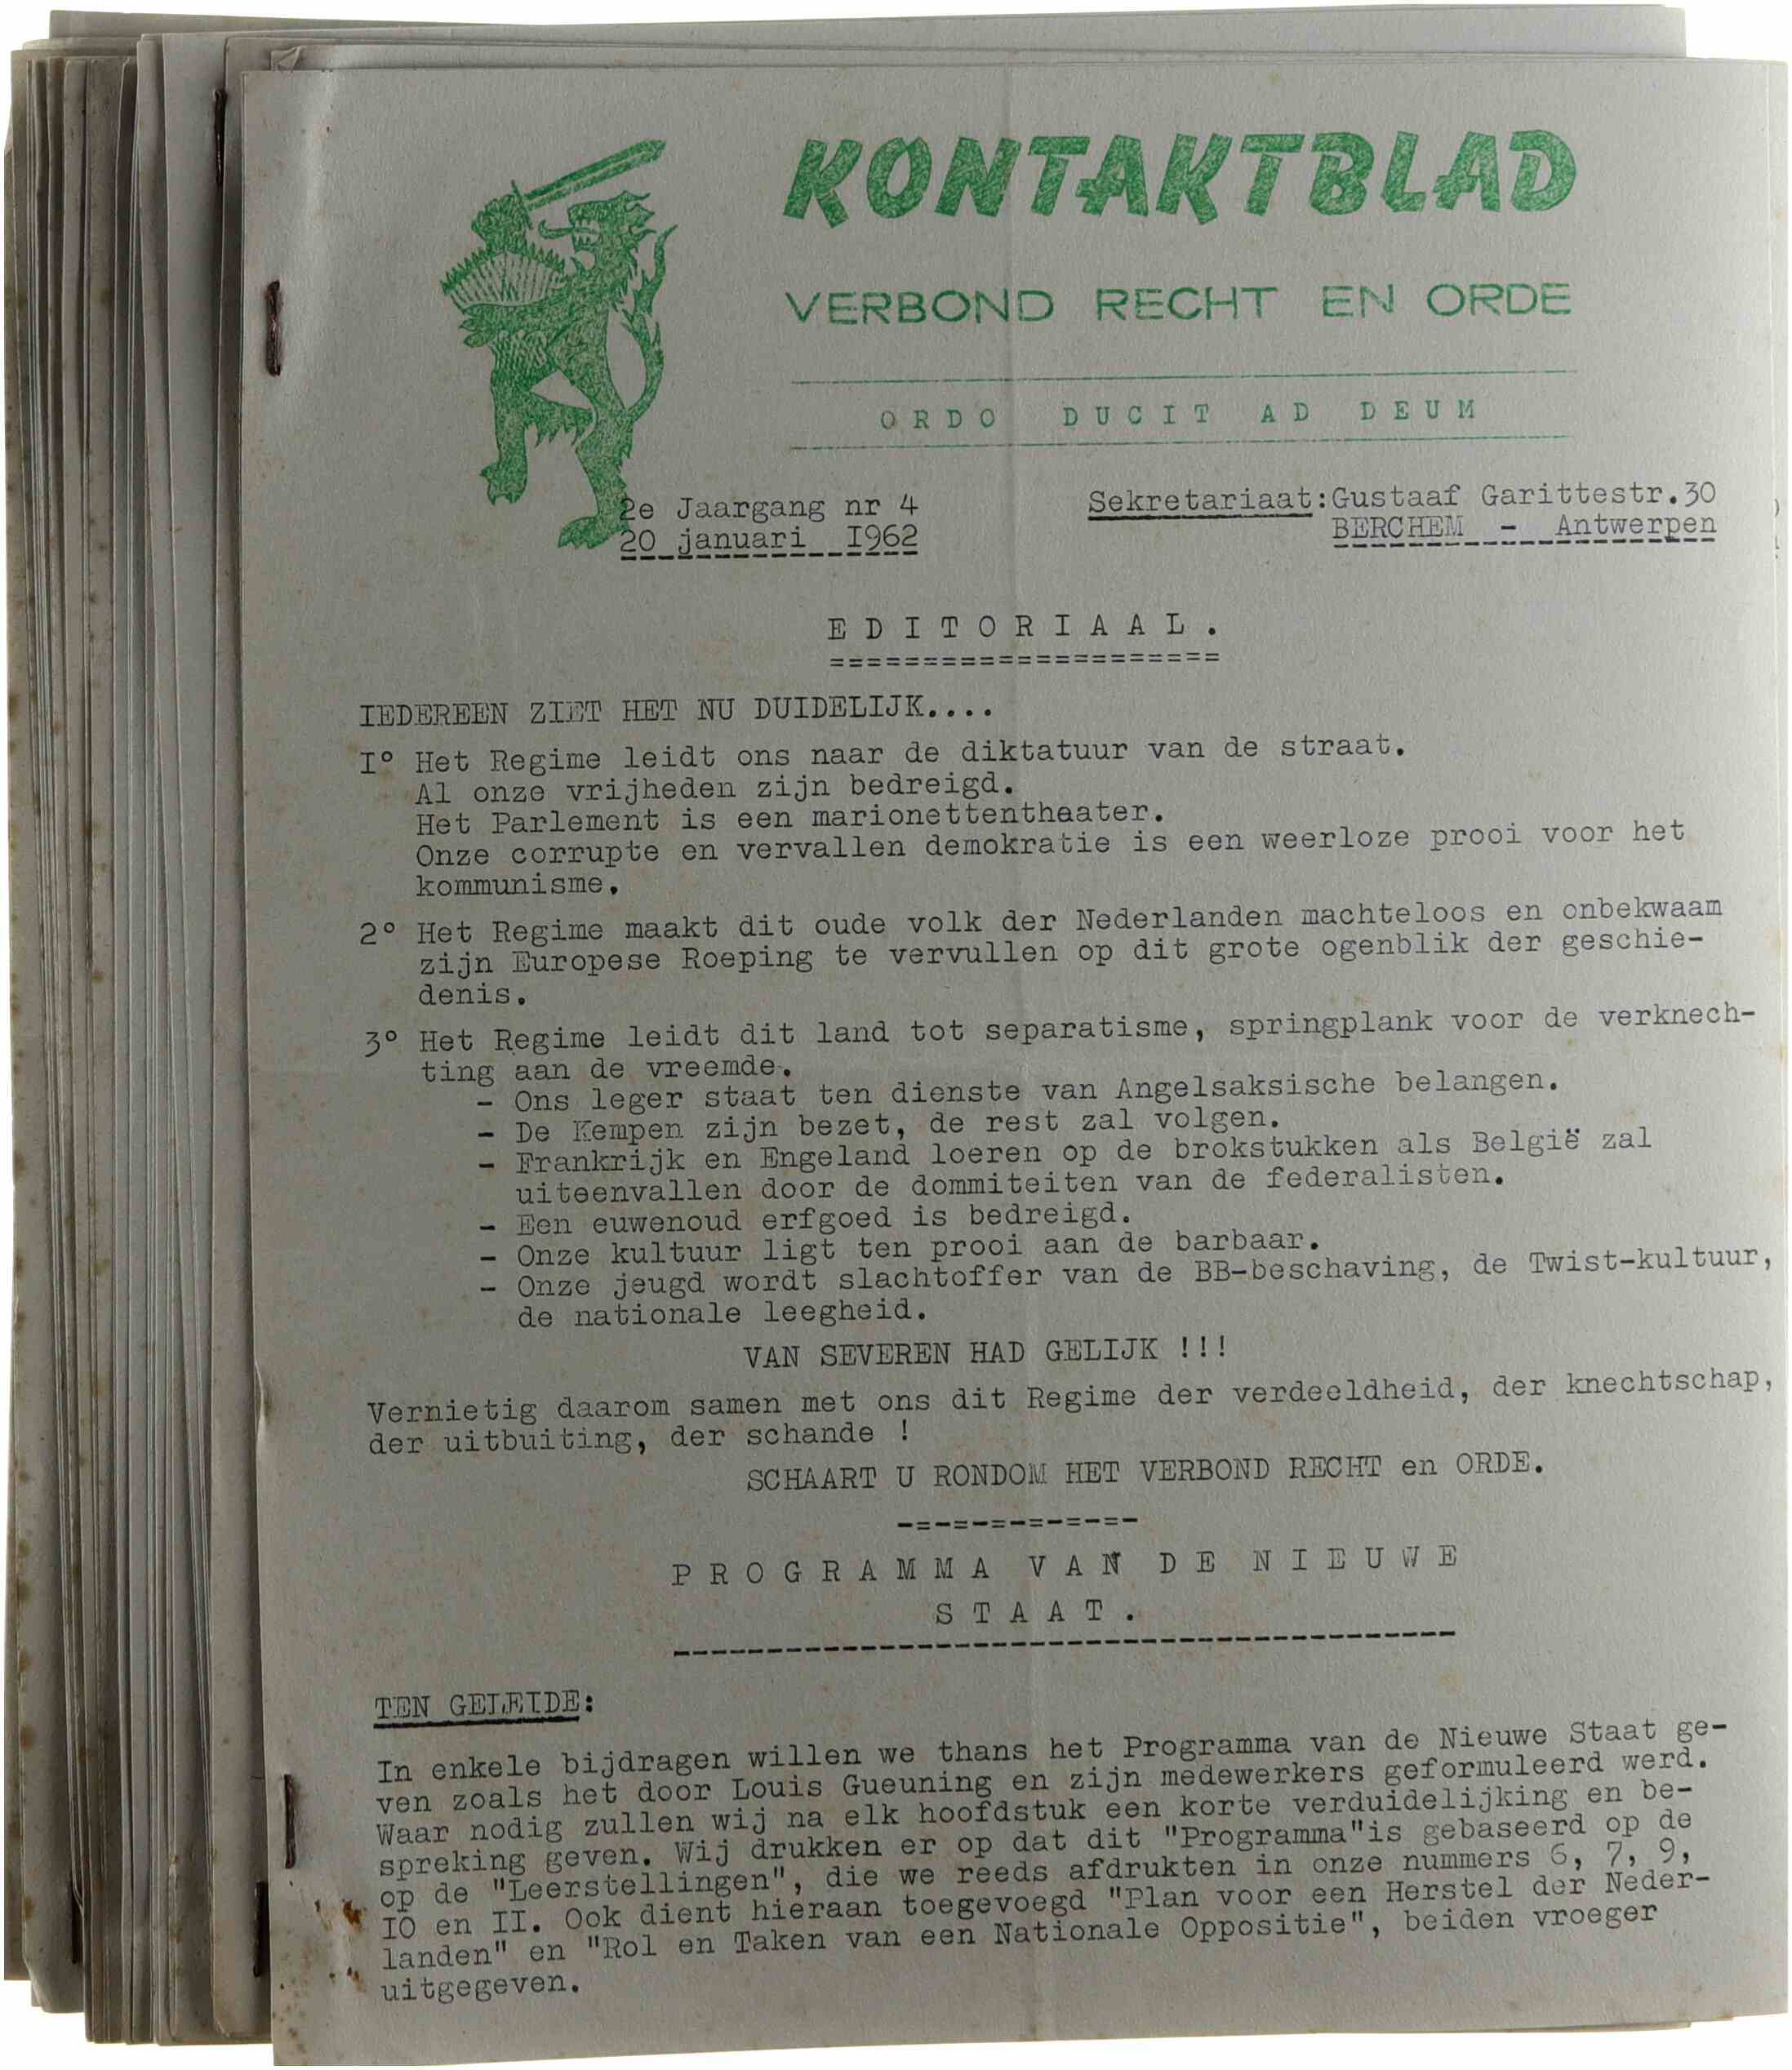 KONTAKTBLAD
VERBOND RECHT EN ORDE
ORDO DUCIT AD DEUM
2e Jaargang nr 4
20 januari I962
Sekretariaat:Gustaaf Garittestr.30
BERCHEM - Antwerpen
EDITORIAAL.
====================
IEDEREEN ZIET HET NU DUIDELIJK....
I° Het Regime leidt ons naar de diktatuur van de straat.
Al onze vrijheden zijn bedreigd.
Het Parlement is een marionettentheater.
Onze corrupte en vervallen demokratie is een weerloze prooi voor het
kommunisme.
2° Het Regime maakt dit oude volk der Nederlanden machteloos en onbekwaam
zijn Europese Roeping te vervullen op dit grote ogenblik der geschie-
denis.
3° Het Regime leidt dit land tot separatisme, springplank voor de verknech-
ting aan de vreemde.
- Ons leger staat ten dienste van Angelsaksische belangen.
- De Kempen zijn bezet, de rest zal volgen.
- Frankrijk en Engeland loeren op de brokstukken als België zal
uiteenvallen door de dommiteiten van de federalisten.
- Een euwenoud erfgoed is bedreigd.
- Onze kultuur ligt ten prooi aan de barbaar.
- Onze jeugd wordt slachtoffer van de BB-beschaving, de Twist-kultuur,
de nationale leegheid.
VAN SEVEREN HAD GELIJK !!!
Vernietig daarom samen met ons dit Regime der verdeeldheid, der knechtschap,
der uitbuiting, der schande !
SCHAART U RONDOM HET VERBOND RECHT en ORDE.
-=-=-=-=-=-=-
PROGRAMMA VAN DE NIEUWE
STAAT.
TEN GELEIDE:
In enkele bijdragen willen we thans het Programma van de Nieuwe Staat ge-
ven zoals het door Louis Gueuning en zijn medewerkers geformuleerd werd.
Waar nodig zullen wij na elk hoofdstuk een korte verduidelijking en be-
spreking geven. Wij drukken er op dat dit "Programma"is gebaseerd op de
op de "Leerstellingen", die we reeds afdrukten in onze nummers 6, 7, 9,
IO en II. Ook dient hieraan toegevoegd "Plan voor een Herstel der Neder-
landen" en "Rol en Taken van een Nationale Oppositie", beiden vroeger
uitgegeven.